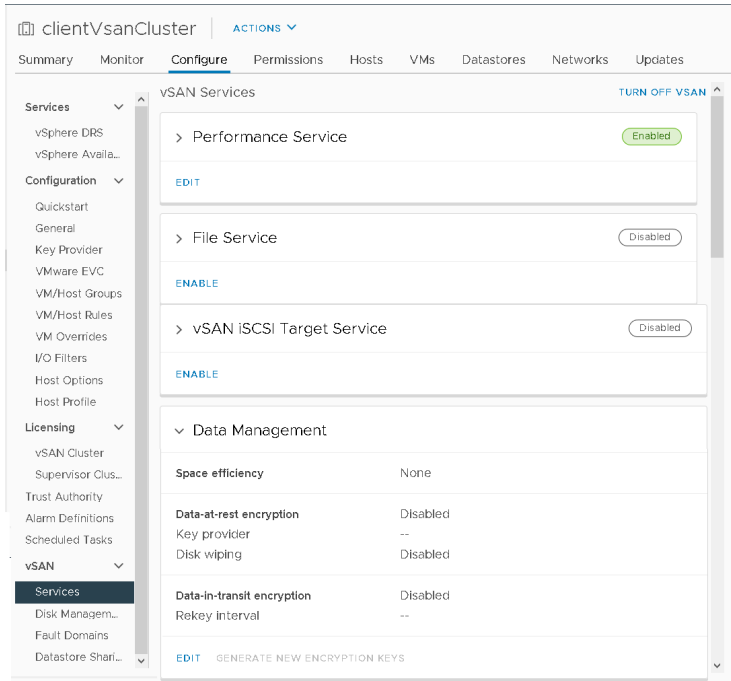 clientVsanCluster ACTIONS
Summary Monitor Configure Permissions Hosts VMs Datastores Networks Updates
Services
vSphere DRS
vSphere Availa...
Configuration
Quickstart
General
Key Provider
VMware EVC
VM/Host Groups
VM/Host Rules
VM Overrides
I/O Filters
Host Options
Host Profile
Licensing
vSAN Cluster
Supervisor Clus...
Trust Authority
Alarm Definitions
Scheduled Tasks
vSAN
Services
Disk Managem...
Fault Domains
Datastore Shari...
vSAN Services TURN OFF VSAN
Performance Service Enabled
EDIT
File Service Disabled
ENABLE
vSAN iSCSI Target Service Disabled
ENABLE
Data Management
Space efficiency None
Data-at-rest encryption Disabled
Key provider --
Disk wiping Disabled
Data-in-transit encryption Disabled
Rekey interval --
EDIT GENERATE NEW ENCRYPTION KEYS